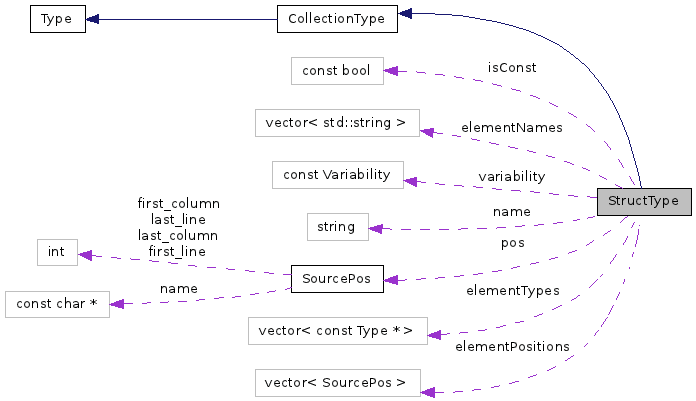 Type
CollectionType
const bool
isConst
vector< std::string >
elementNames
const Variability
variability
StructType
string
name
pos
first_column
last_line
last_column
first_line
int
SourcePos
name
const char *
elementTypes
vector< const Type * >
elementPositions
vector< SourcePos >